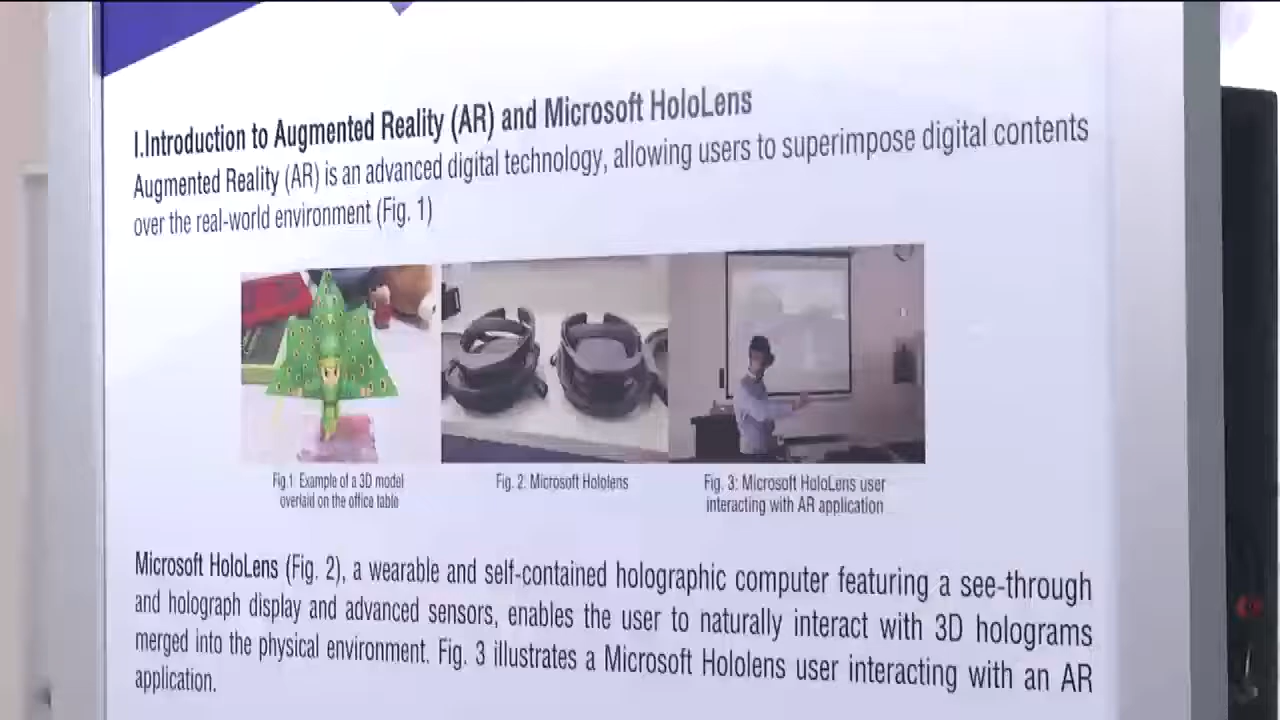 I.Introduction to Augmented Reality (AR) and Microsoft HoloLens
Augmented Reality (AR) is an advanced digital technology, allowing users to superimpose digital contents
over the real-world environment (Fig. 1)
Fig.1: Example of a 3D model
overlaid on the office table
Fig. 2: Microsoft Hololens
Fig. 3: Microsoft HoloLens user
interacting with AR application
Microsoft HoloLens (Fig. 2), a wearable and self-contained holographic computer featuring a see-through
and holograph display and advanced sensors, enables the user to naturally interact with 3D holograms
merged into the physical environment. Fig. 3 illustrates a Microsoft Hololens user interacting with an AR
application.